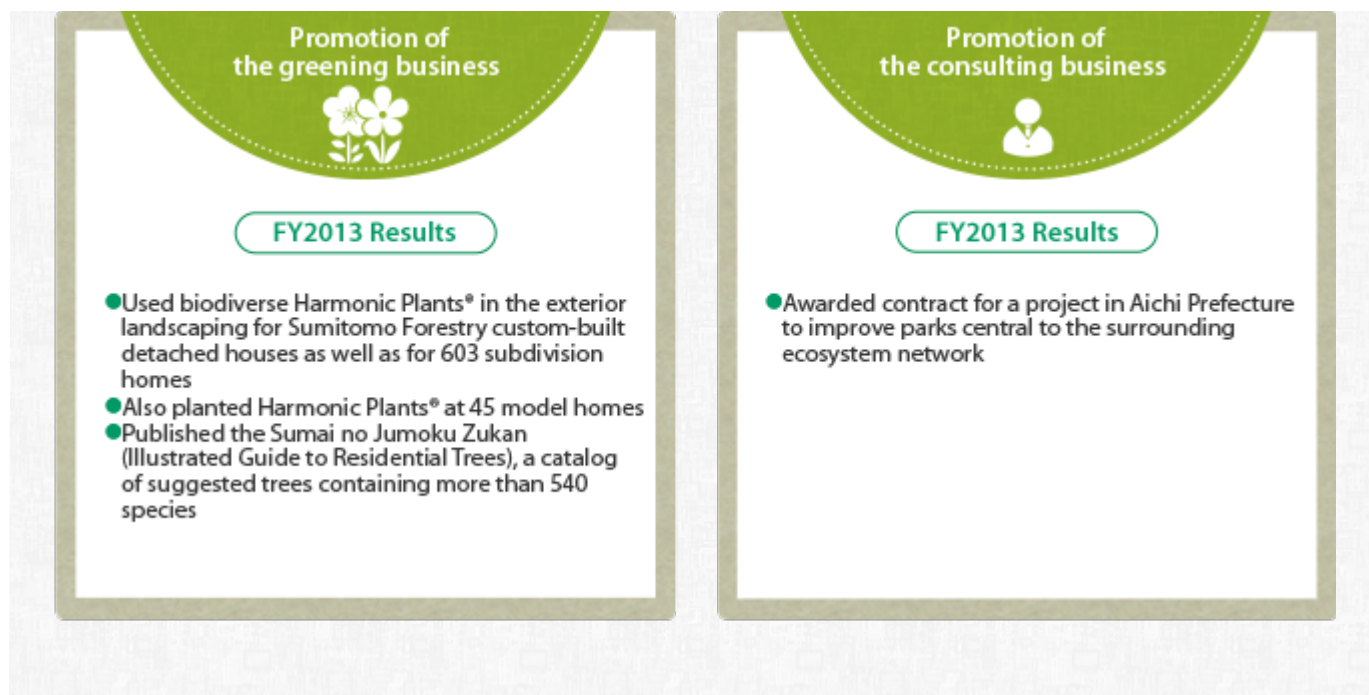 Promotion of
the greening business
FY2013 Results
●Used biodiverse Harmonic Plants® in the exterior
landscaping for Sumitomo Forestry custom-built
detached houses as well as for 603 subdivision
homes
●Also planted Harmonic Plants® at 45 model homes
●Published the Sumai no Jumoku Zukan
(Illustrated Guide to Residential Trees), a catalog
of suggested trees containing more than 540
species
Promotion of
the consulting business
FY2013 Results
●Awarded contract for a project in Aichi Prefecture
to improve parks central to the surrounding
ecosystem network